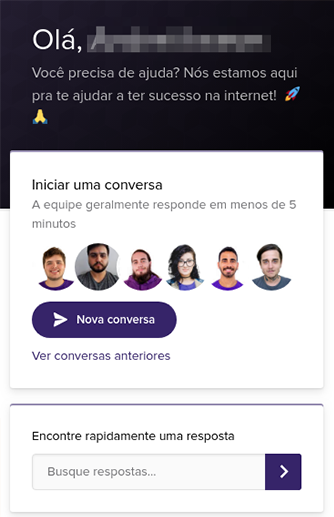 Olá,
Você precisa de ajuda? Nós estamos aqui
pra te ajudar a ter sucesso na internet! 🚀
🙏
Iniciar uma conversa
A equipe geralmente responde em menos de 5
minutos
Nova conversa
Ver conversas anteriores
Encontre rapidamente uma resposta
Busque respostas...